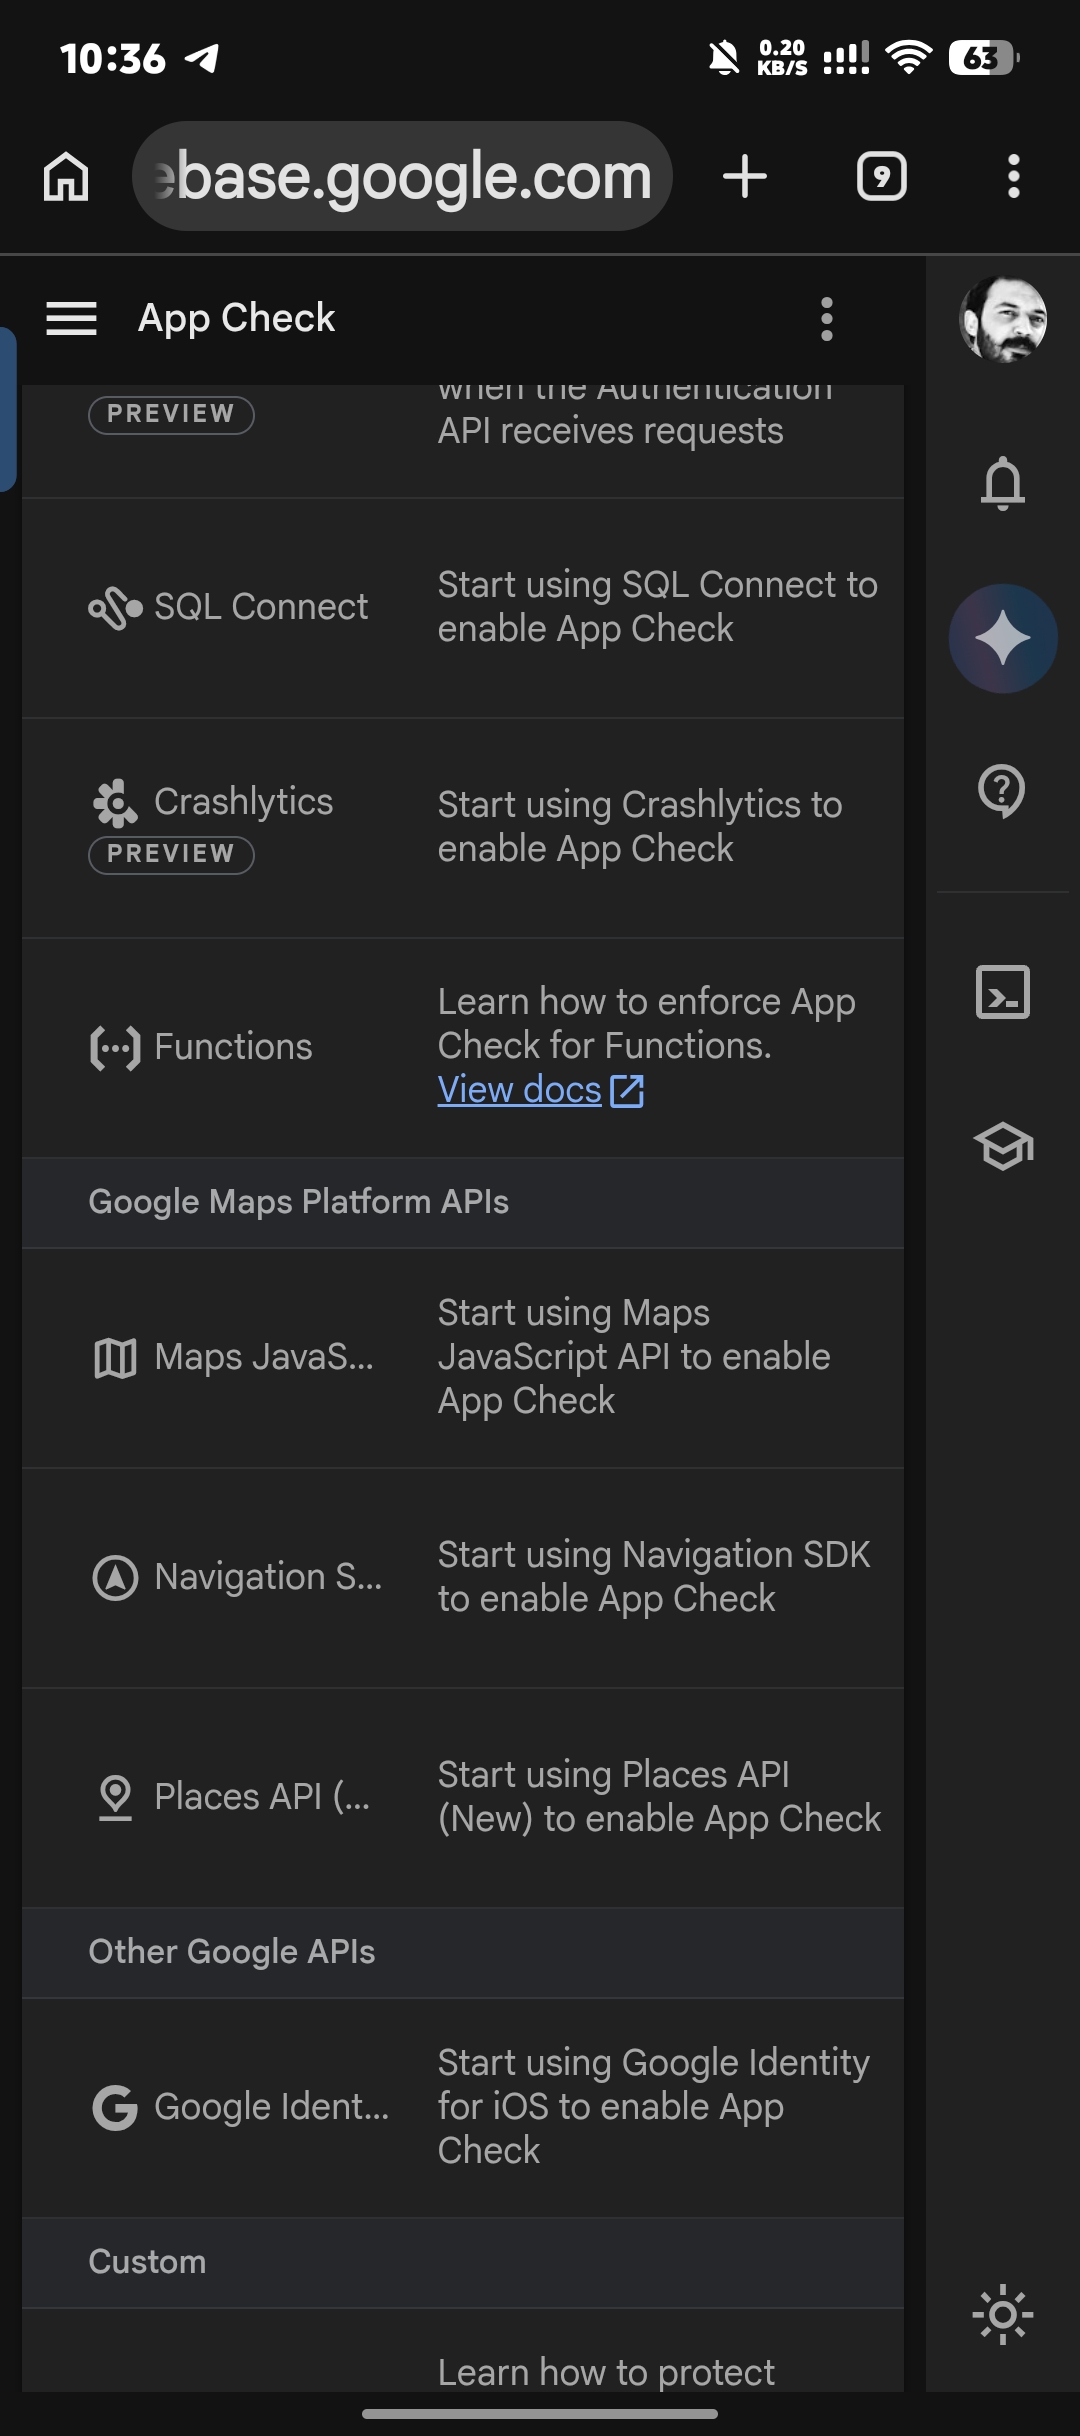 10:36
0.20
KB/S
63
ebase.google.com
9
App Check
PREVIEW
when the Authentication
API receives requests
SQL Connect
Start using SQL Connect to
enable App Check
Crashlytics
PREVIEW
Start using Crashlytics to
enable App Check
Functions
Learn how to enforce App
Check for Functions.
View docs
Google Maps Platform APIs
Maps JavaS...
Start using Maps
JavaScript API to enable
App Check
Navigation S...
Start using Navigation SDK
to enable App Check
Places API (...
Start using Places API
(New) to enable App Check
Other Google APIs
Google Ident...
Start using Google Identity
for iOS to enable App
Check
Custom
Learn how to protect